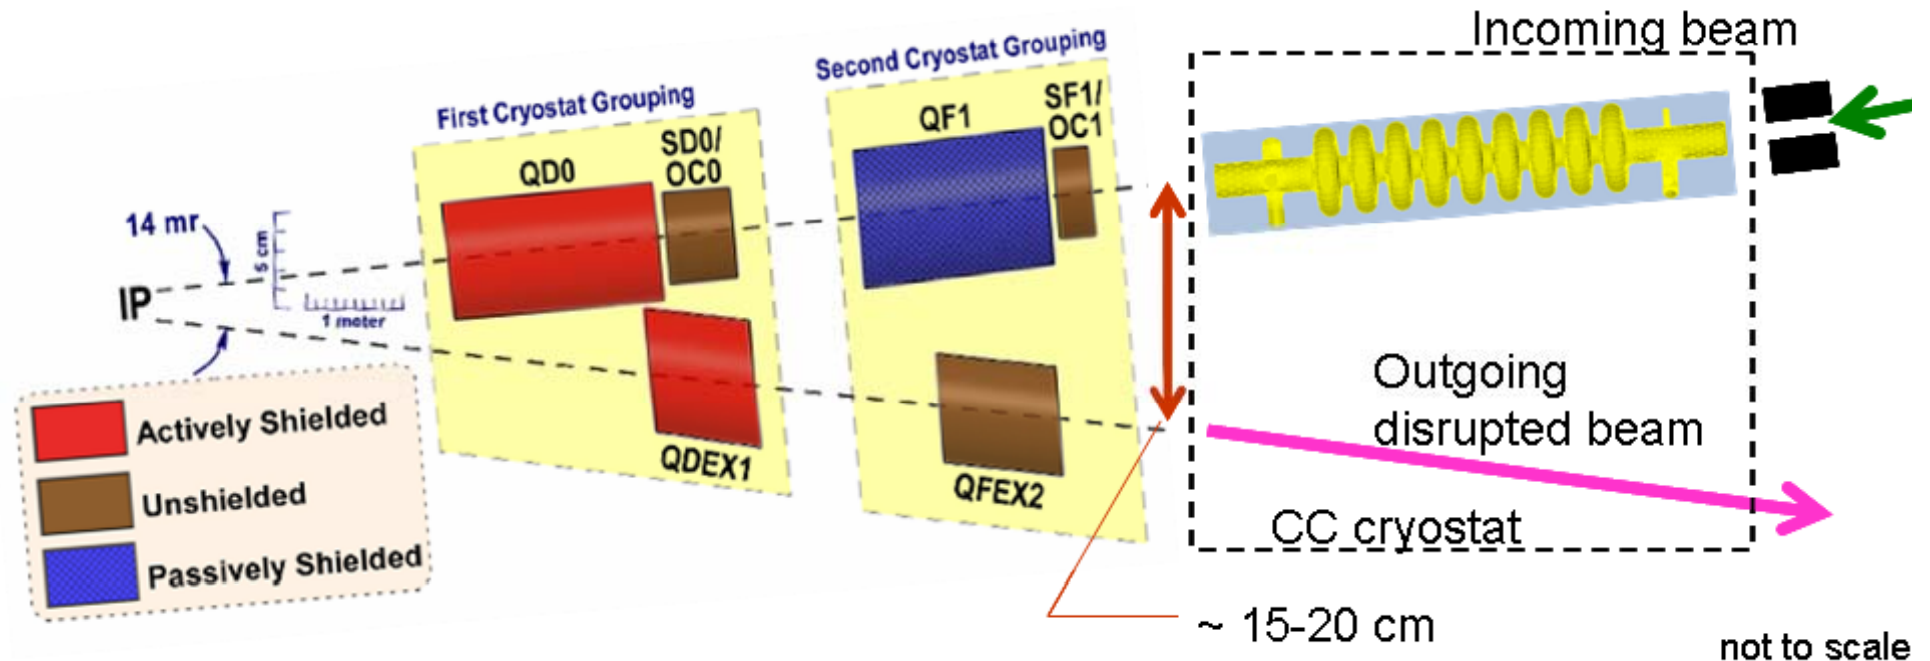 Incoming beam
Second Cryostat Grouping
First Cryostat Grouping
SF1/
OC1
QF1
SD0/
OC0
QD0
14 mr
5 cm
IP
1 meter
Actively Shielded
Unshielded
Passively Shielded
QDEX1
QFEX2
Outgoing
disrupted beam
CC cryostat
~ 15-20 cm
not to scale